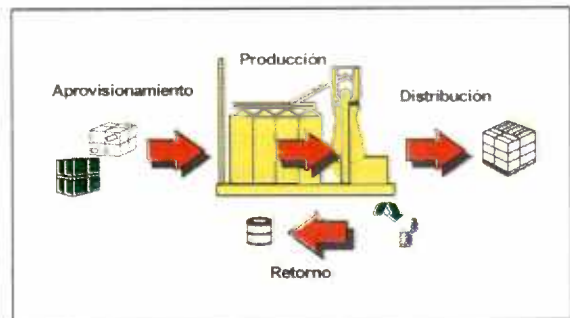 Producción
Aprovisionamiento
Distribución
Retorno